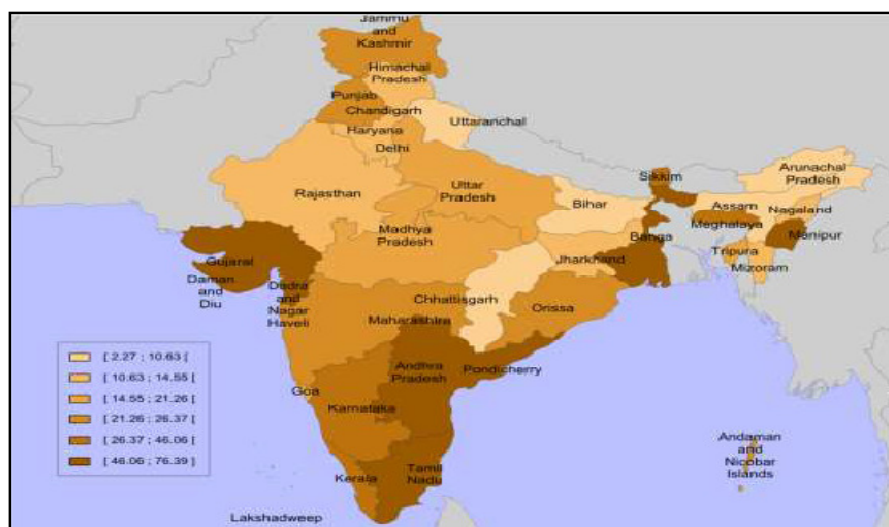 Jammu
and
Kashmir
Himachal
Pradesh
Punjab
Chandigarh
Uttaranchal
Haryana
Delhi
Arunachal
Pradesh
Sikkim
Rajasthan
Uttar
Pradesh
Bihar
Assam
Nagaland
Meghalaya
Madhya
Pradesh
Banga
Manipur
Jharkhand
Tripura
Mizoram
Gujarat
Daman
and
Diu
Dadra
and
Nagar
Haveli
Chhattisgarh
Orissa
Maharashtra
[ 2.27 ; 10.63 [
[ 10.63 ; 14.55 [
[ 14.55 ; 21.26 [
[ 21.26 ; 26.37 [
[ 26.37 ; 46.06 [
[ 46.06 ; 76.39 [
Andhra
Pradesh
Pondicherry
Goa
Karnataka
Andaman
and
Nicobar
Islands
Kerala
Tamil
Nadu
Lakshadweep